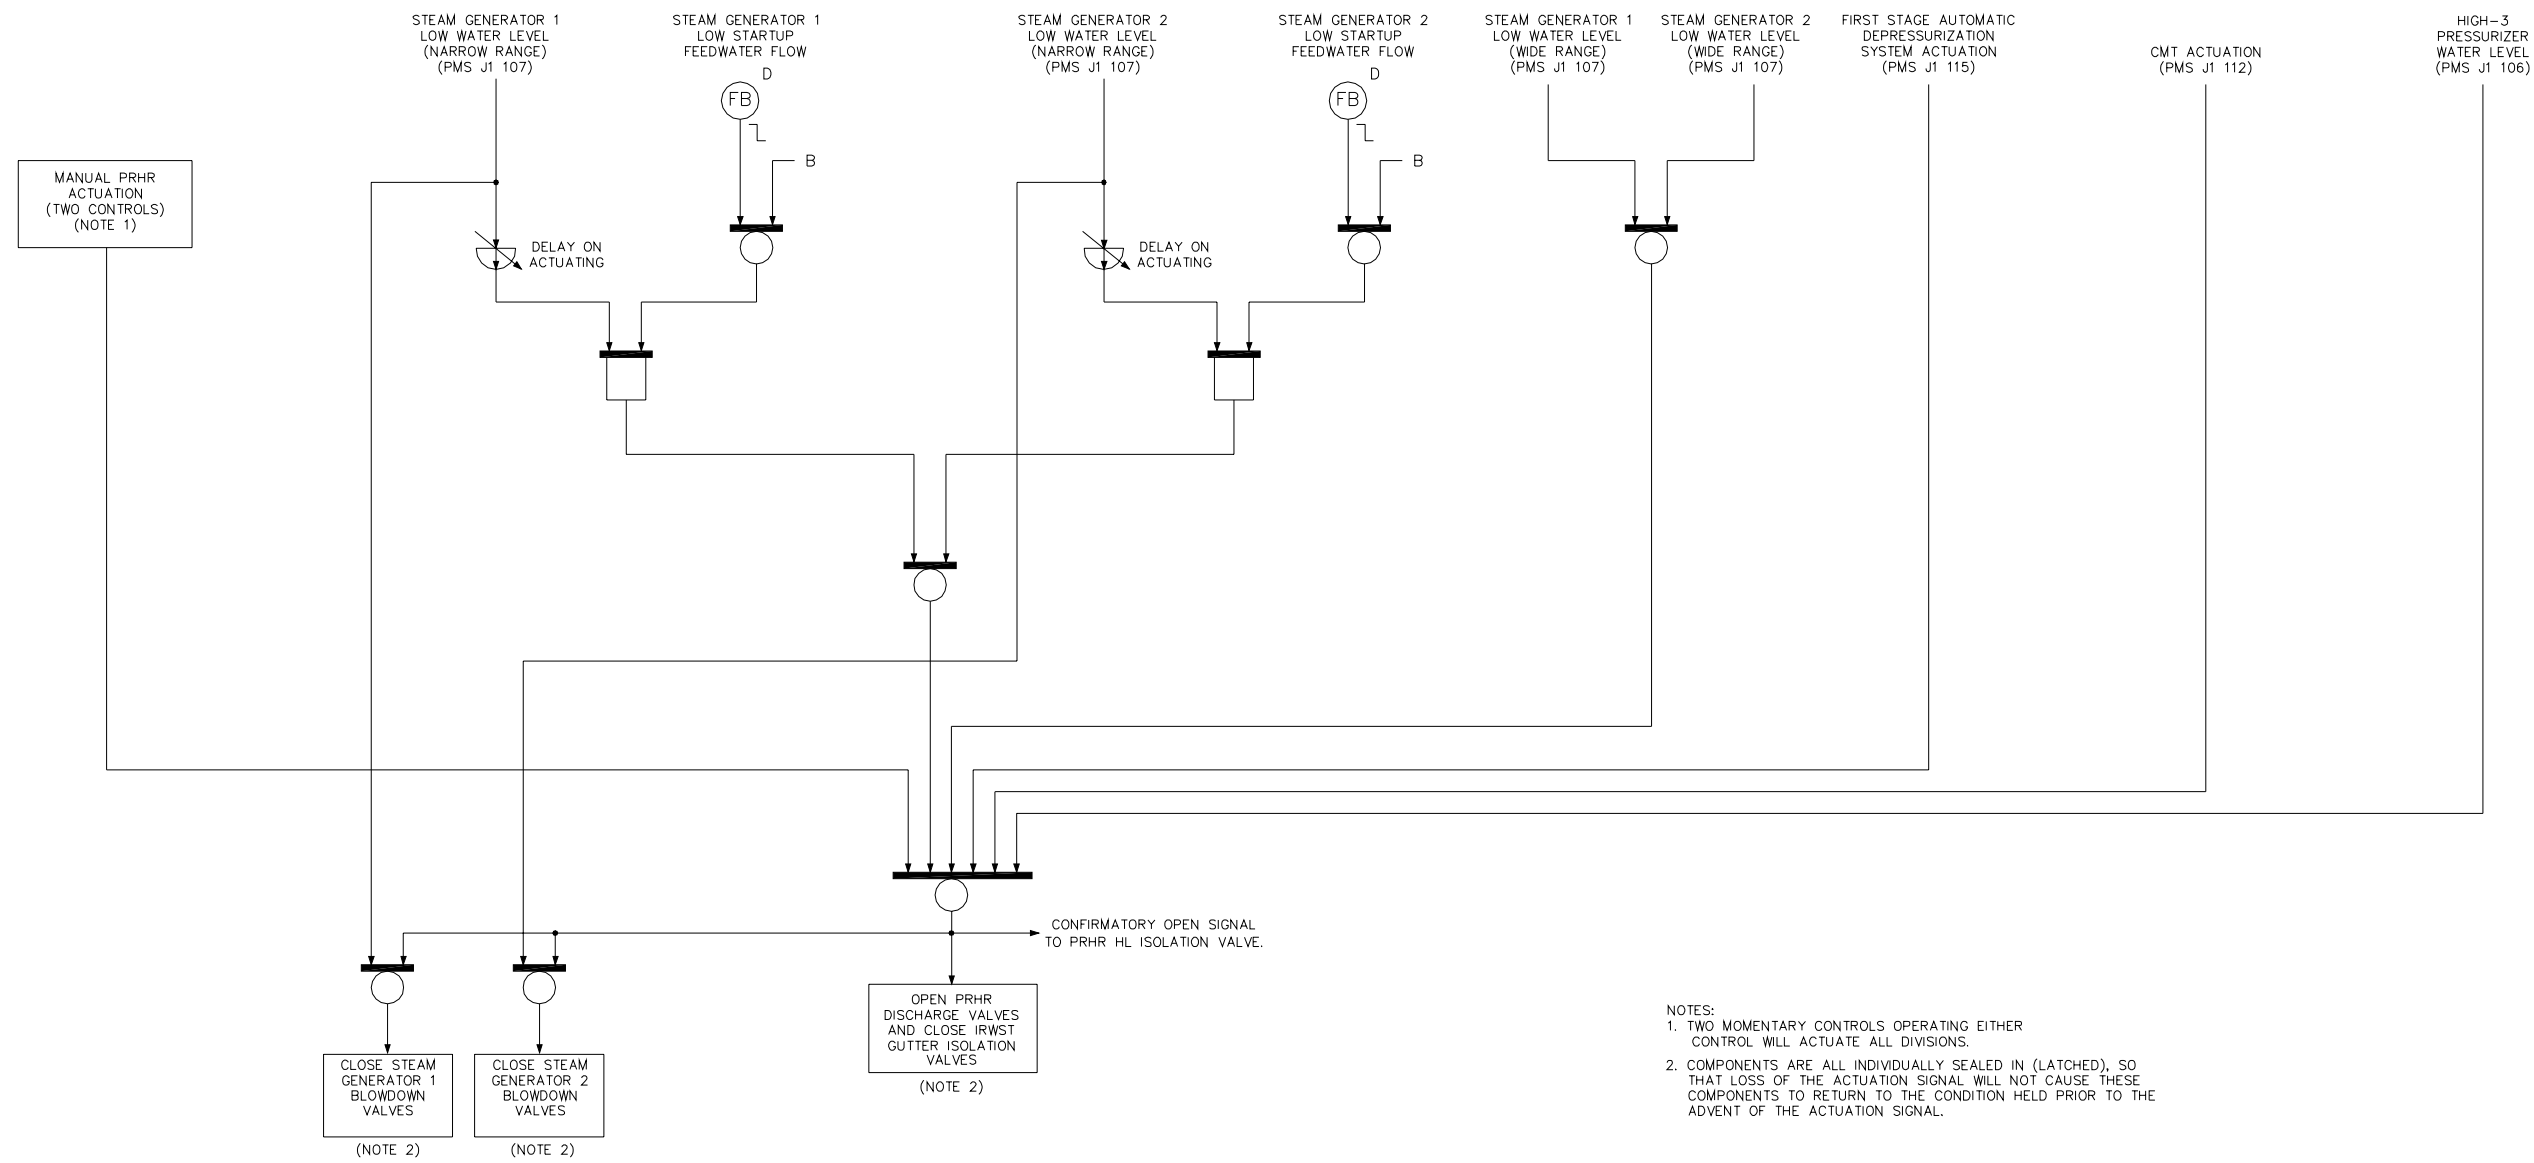 STEAM GENERATOR 1
LOW WATER LEVEL
(NARROW RANGE)
(PMS J1 107)
STEAM GENERATOR 1
LOW STARTUP
FEEDWATER FLOW
D
FB
B
STEAM GENERATOR 2
LOW WATER LEVEL
(NARROW RANGE)
(PMS J1 107)
STEAM GENERATOR 2
LOW STARTUP
FEEDWATER FLOW
D
FB
B
STEAM GENERATOR 1
LOW WATER LEVEL
(WIDE RANGE)
(PMS J1 107)
STEAM GENERATOR 2
LOW WATER LEVEL
(WIDE RANGE)
(PMS J1 107)
FIRST STAGE AUTOMATIC
DEPRESSURIZATION
SYSTEM ACTUATION
(PMS J1 115)
CMT ACTUATION
(PMS J1 112)
HIGH-3
PRESSURIZER
WATER LEVEL
(PMS J1 106)
MANUAL PRHR
ACTUATION
(TWO CONTROLS)
(NOTE 1)
DELAY ON
ACTUATING
DELAY ON
ACTUATING
CONFIRMATORY OPEN SIGNAL
TO PRHR HL ISOLATION VALVE.
CLOSE STEAM
GENERATOR 1
BLOWDOWN
VALVES
(NOTE 2)
CLOSE STEAM
GENERATOR 2
BLOWDOWN
VALVES
(NOTE 2)
OPEN PRHR
DISCHARGE VALVES
AND CLOSE IRWST
GUTTER ISOLATION
VALVES
(NOTE 2)
NOTES:
1. TWO MOMENTARY CONTROLS OPERATING EITHER
CONTROL WILL ACTUATE ALL DIVISIONS.
2. COMPONENTS ARE ALL INDIVIDUALLY SEALED IN (LATCHED), SO
THAT LOSS OF THE ACTUATION SIGNAL WILL NOT CAUSE THESE
COMPONENTS TO RETURN TO THE CONDITION HELD PRIOR TO THE
ADVENT OF THE ACTUATION SIGNAL.